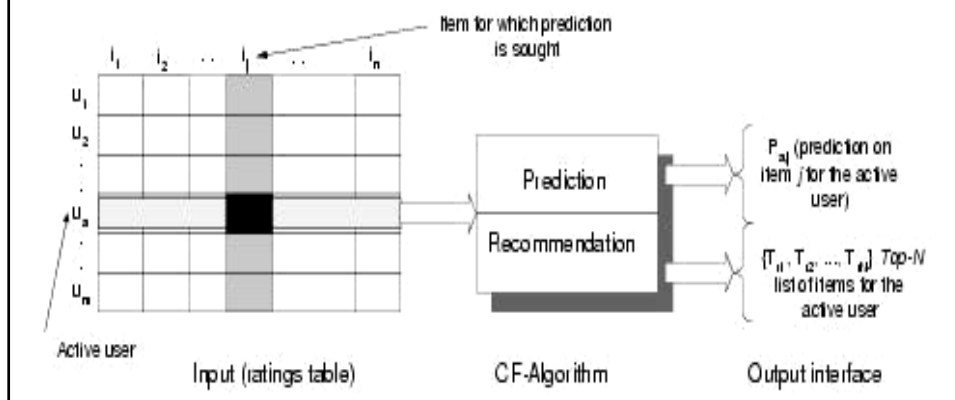 Item for which prediction
is sought
i1 i2 .. ij .. in
u1
u2
.
.
ua
.
.
um
Active user
Prediction
Recommendation
Paj (prediction on
item j for the active
user)
{Ti1, Ti2, ..., TiN} Top-N
list of items for the
active user
Input (ratings table)
CF-Algorithm
Output interface